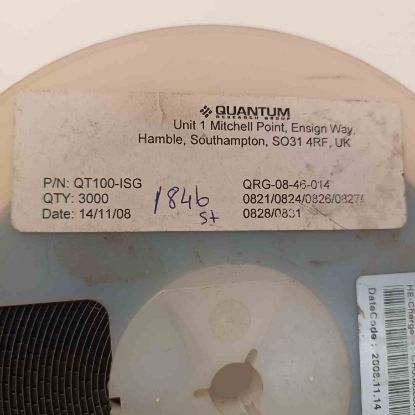 QUANTUM
RESEARCH GROUP
Unit 1 Mitchell Point, Ensign Way,
Hamble, Southampton, SO31 4RF, UK
P/N: QT100-ISG
QTY: 3000
Date: 14/11/08
1846
st
QRG-08-46-014
0821/0824/0826/0827/
0828/0831
H.E.Charge :
DateCode : 2008.11.14